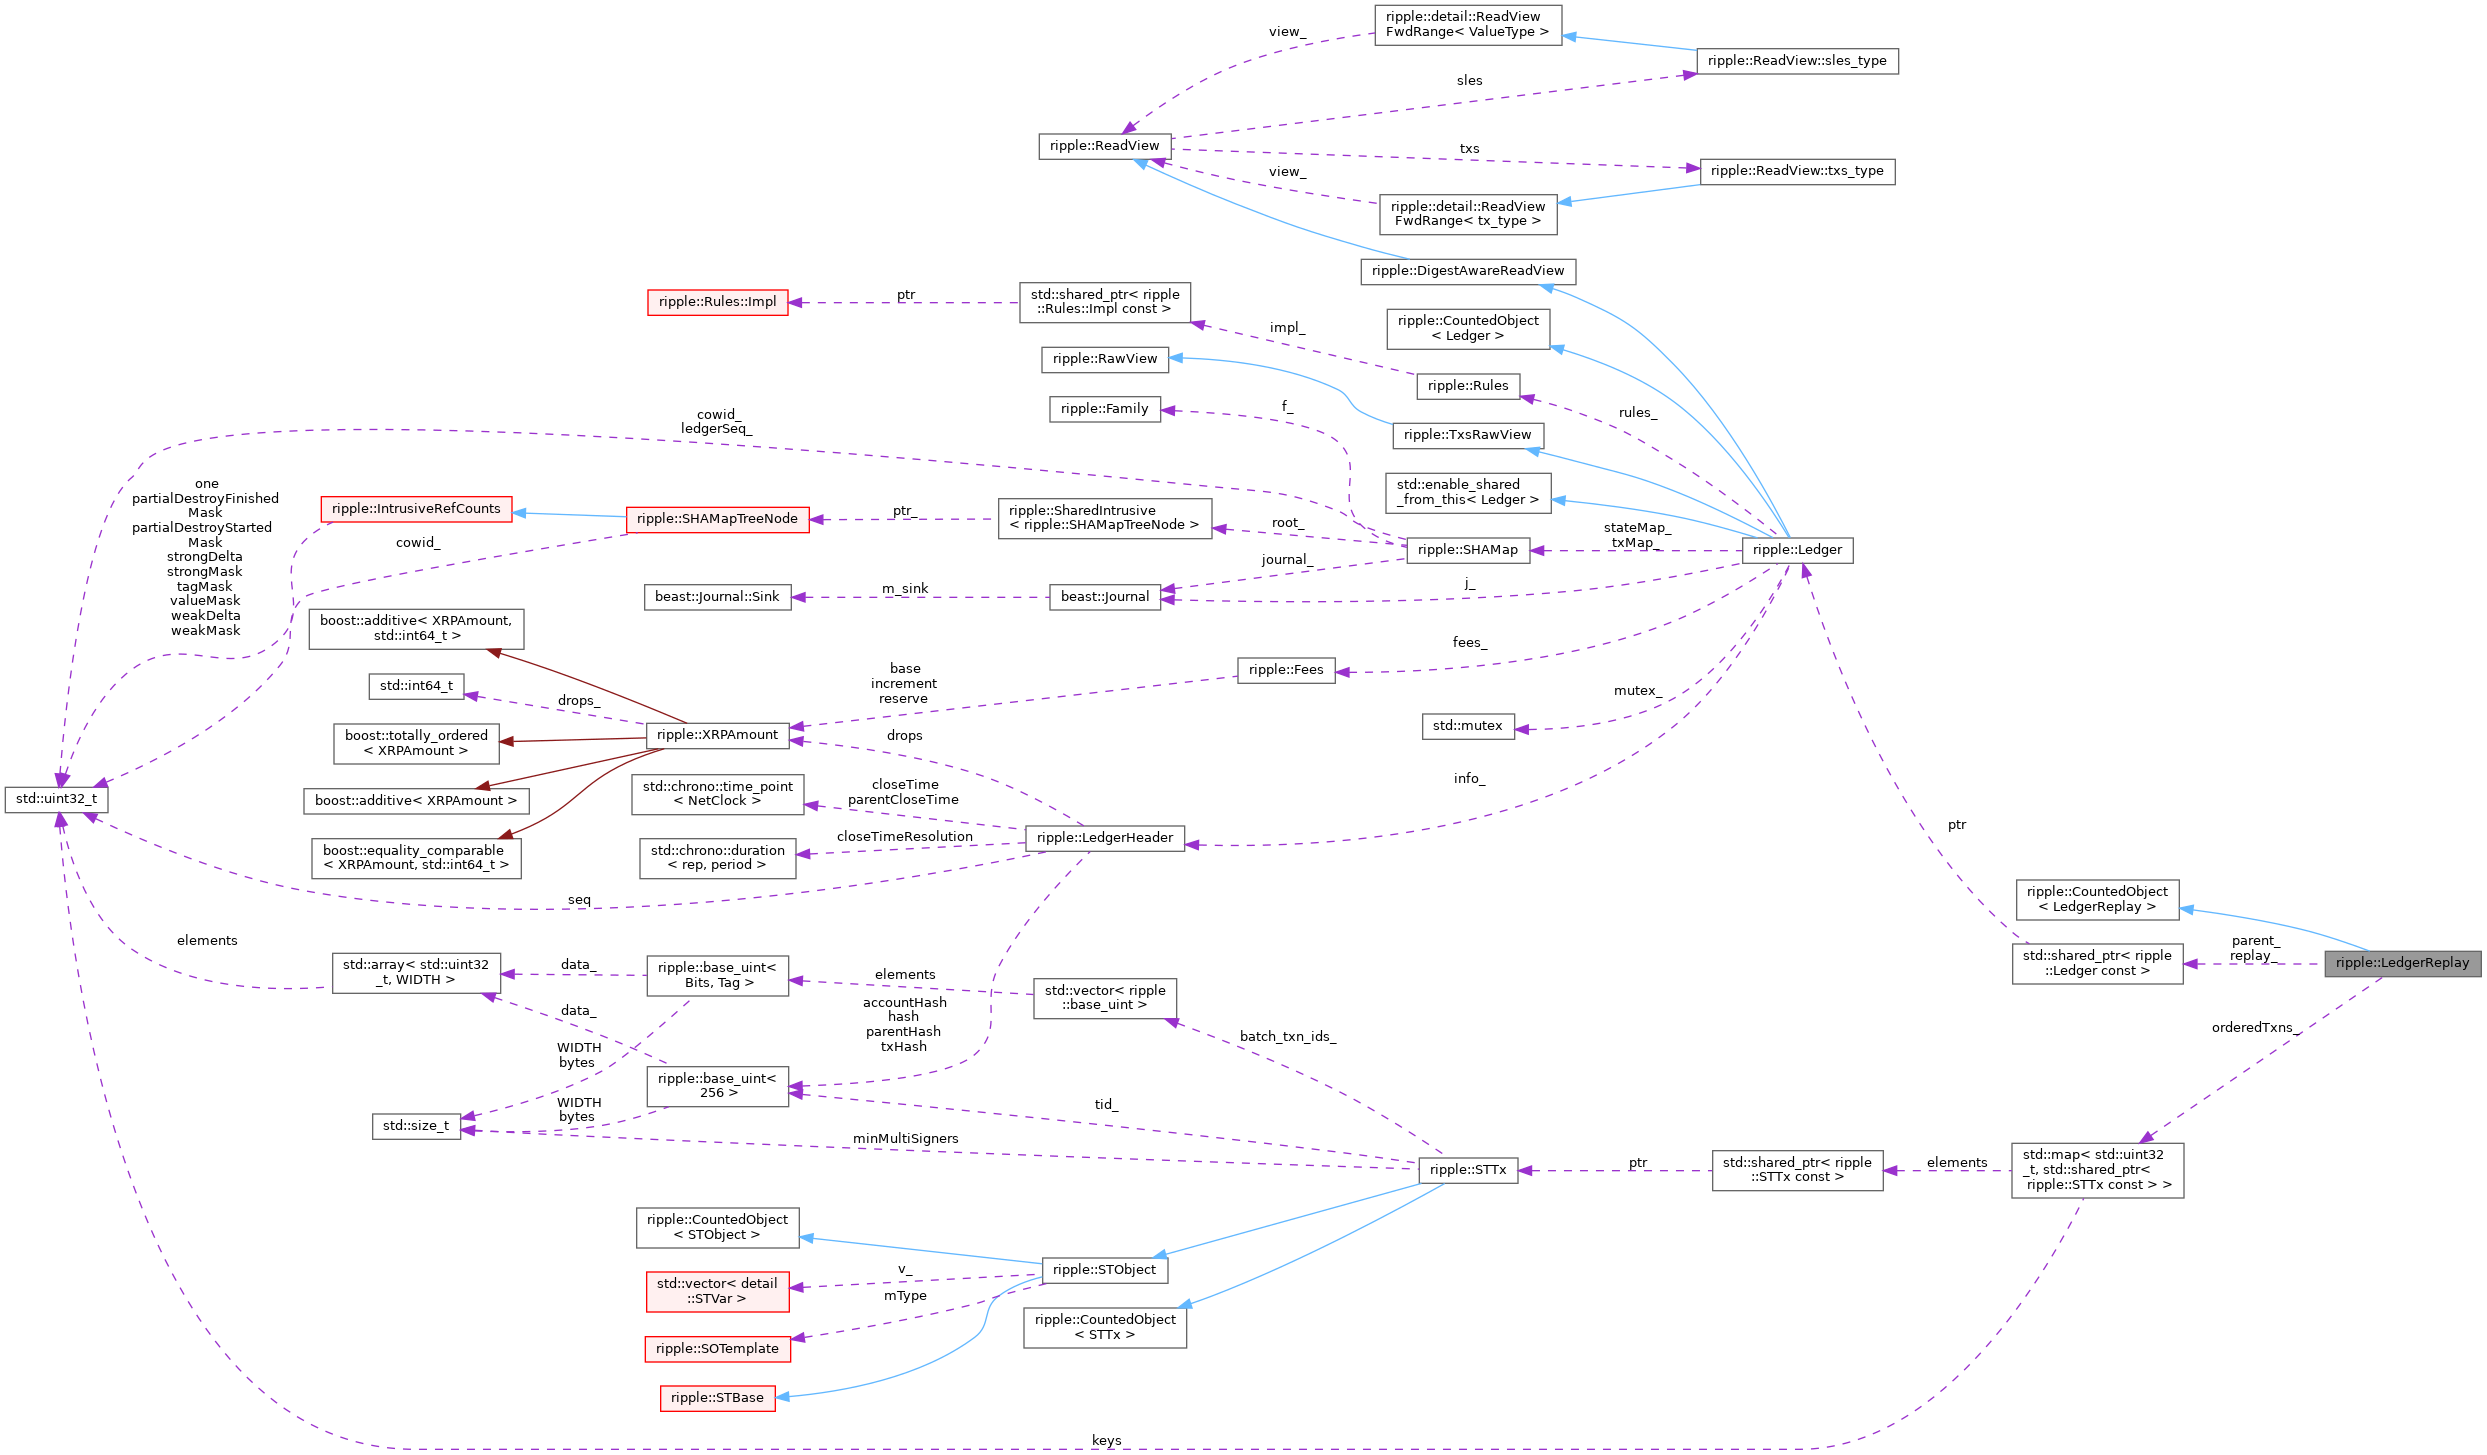 ripple::detail::ReadView
FwdRange< ValueType >
view_
ripple::ReadView::sles_type
sles
ripple::ReadView
txs
ripple::ReadView::txs_type
view_
ripple::detail::ReadView
FwdRange< tx_type >
ripple::DigestAwareReadView
ripple::Rules::Impl
ptr
std::shared_ptr< ripple
::Rules::Impl const >
impl_
ripple::CountedObject
< Ledger >
ripple::RawView
ripple::Rules
ripple::Family
f_
rules_
cowid_
ledgerSeq_
ripple::TxsRawView
one
partialDestroyFinished
Mask
partialDestroyStarted
Mask
strongDelta
strongMask
tagMask
valueMask
weakDelta
weakMask
ripple::IntrusiveRefCounts
ripple::SHAMapTreeNode
ptr_
ripple::SharedIntrusive
< ripple::SHAMapTreeNode >
std::enable_shared
_from_this< Ledger >
root_
cowid_
ripple::SHAMap
stateMap_
txMap_
ripple::Ledger
journal_
j_
beast::Journal::Sink
m_sink
beast::Journal
boost::additive< XRPAmount,
std::int64_t >
fees_
std::int64_t
drops_
base
increment
reserve
ripple::Fees
mutex_
boost::totally_ordered
< XRPAmount >
ripple::XRPAmount
drops
std::mutex
std::uint32_t
boost::additive< XRPAmount >
std::chrono::time_point
< NetClock >
closeTime
parentCloseTime
info_
boost::equality_comparable
< XRPAmount, std::int64_t >
std::chrono::duration
< rep, period >
closeTimeResolution
ripple::LedgerHeader
ptr
seq
ripple::CountedObject
< LedgerReplay >
elements
std::array< std::uint32
_t, WIDTH >
data_
ripple::base_uint<
Bits, Tag >
elements
std::vector< ripple
::base_uint >
std::shared_ptr< ripple
::Ledger const >
parent_
replay_
ripple::LedgerReplay
data_
accountHash
hash
parentHash
txHash
batch_txn_ids_
orderedTxns_
WIDTH
bytes
ripple::base_uint<
256 >
WIDTH
bytes
tid_
std::size_t
minMultiSigners
ripple::STTx
ptr
std::shared_ptr< ripple
::STTx const >
elements
std::map< std::uint32
_t, std::shared_ptr<
ripple::STTx const > >
ripple::CountedObject
< STObject >
std::vector< detail
::STVar >
v_
ripple::STObject
mType
ripple::SOTemplate
ripple::CountedObject
< STTx >
ripple::STBase
keys